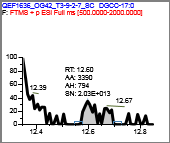 QEF1636_OG42_T3-9-2-7_SC DGCC-17:0
F: FTMS + p ESI Full ms [500.0000-2000.0000]
100
80
60
40
20
0
12.39
RT: 12.60
AA: 3390
AH: 794
SN: 2.03E+013
12.67
12.4
12.6
12.8